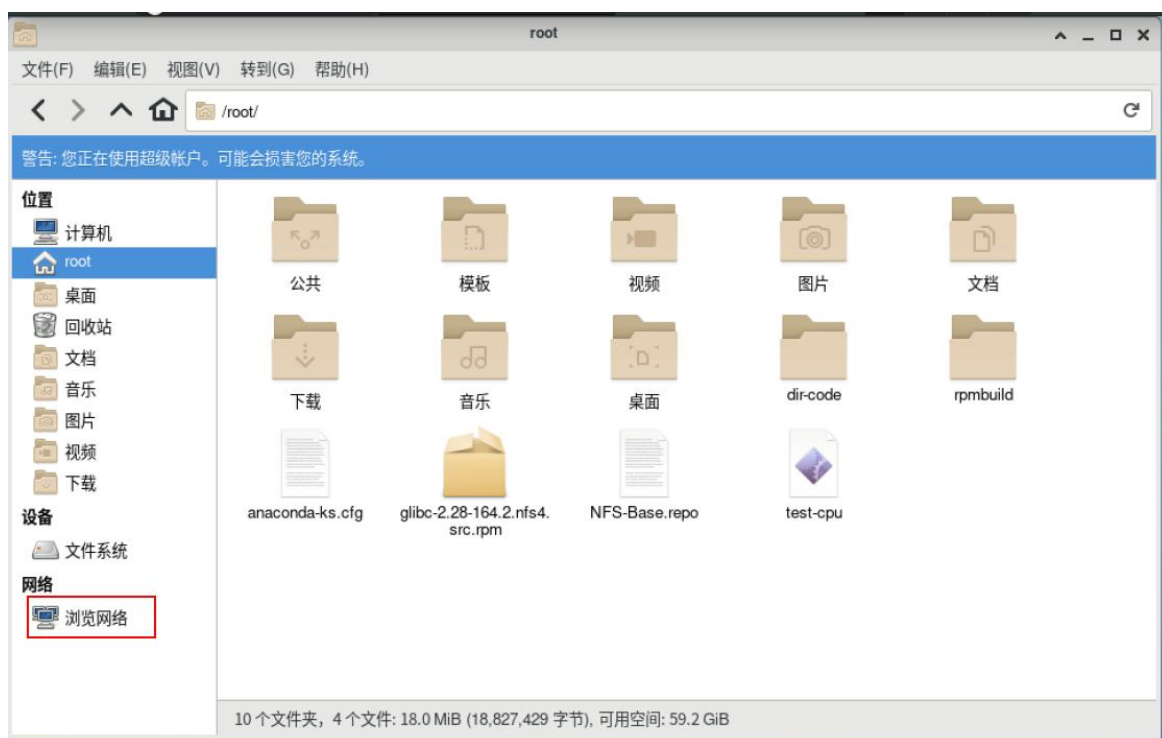 root
文件(F) 编辑(E) 视图(V) 转到(G) 帮助(H)
/root/
警告: 您正在使用超级帐户。可能会损害您的系统。
位置
计算机
root
桌面
回收站
文档
音乐
图片
视频
下载
设备
文件系统
网络
浏览网络
公共 模板 视频 图片 文档
下载 音乐 桌面 dir-code rpmbuild
anaconda-ks.cfg glibc-2.28-164.2.nfs4. NFS-Base.repo test-cpu
src.rpm
10 个文件夹，4 个文件: 18.0 MiB (18,827,429 字节), 可用空间: 59.2 GiB